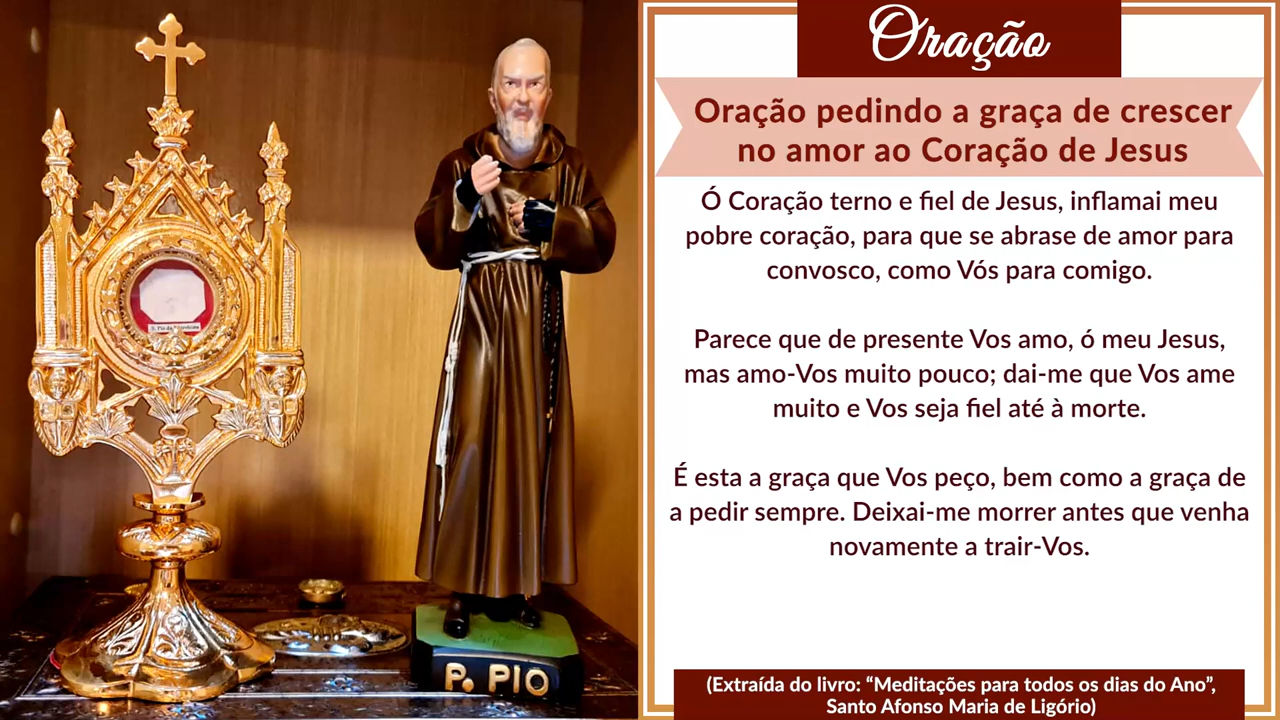 S. Pio da Pietrelcina
P. PIO
Oração
Oração pedindo a graça de crescer
no amor ao Coração de Jesus
Ó Coração terno e fiel de Jesus, inflamai meu
pobre coração, para que se abrase de amor para
convosco, como Vós para comigo.
Parece que de presente Vos amo, ó meu Jesus,
mas amo-Vos muito pouco; dai-me que Vos ame
muito e Vos seja fiel até à morte.
É esta a graça que Vos peço, bem como a graça de
a pedir sempre. Deixai-me morrer antes que venha
novamente a trair-Vos.
(Extraída do livro: “Meditações para todos os dias do Ano”,
Santo Afonso Maria de Ligório)